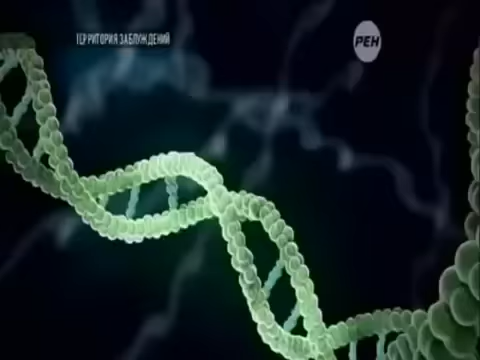 ТЕРРИТОРИЯ ЗАБЛУЖДЕНИЙ
РЕН